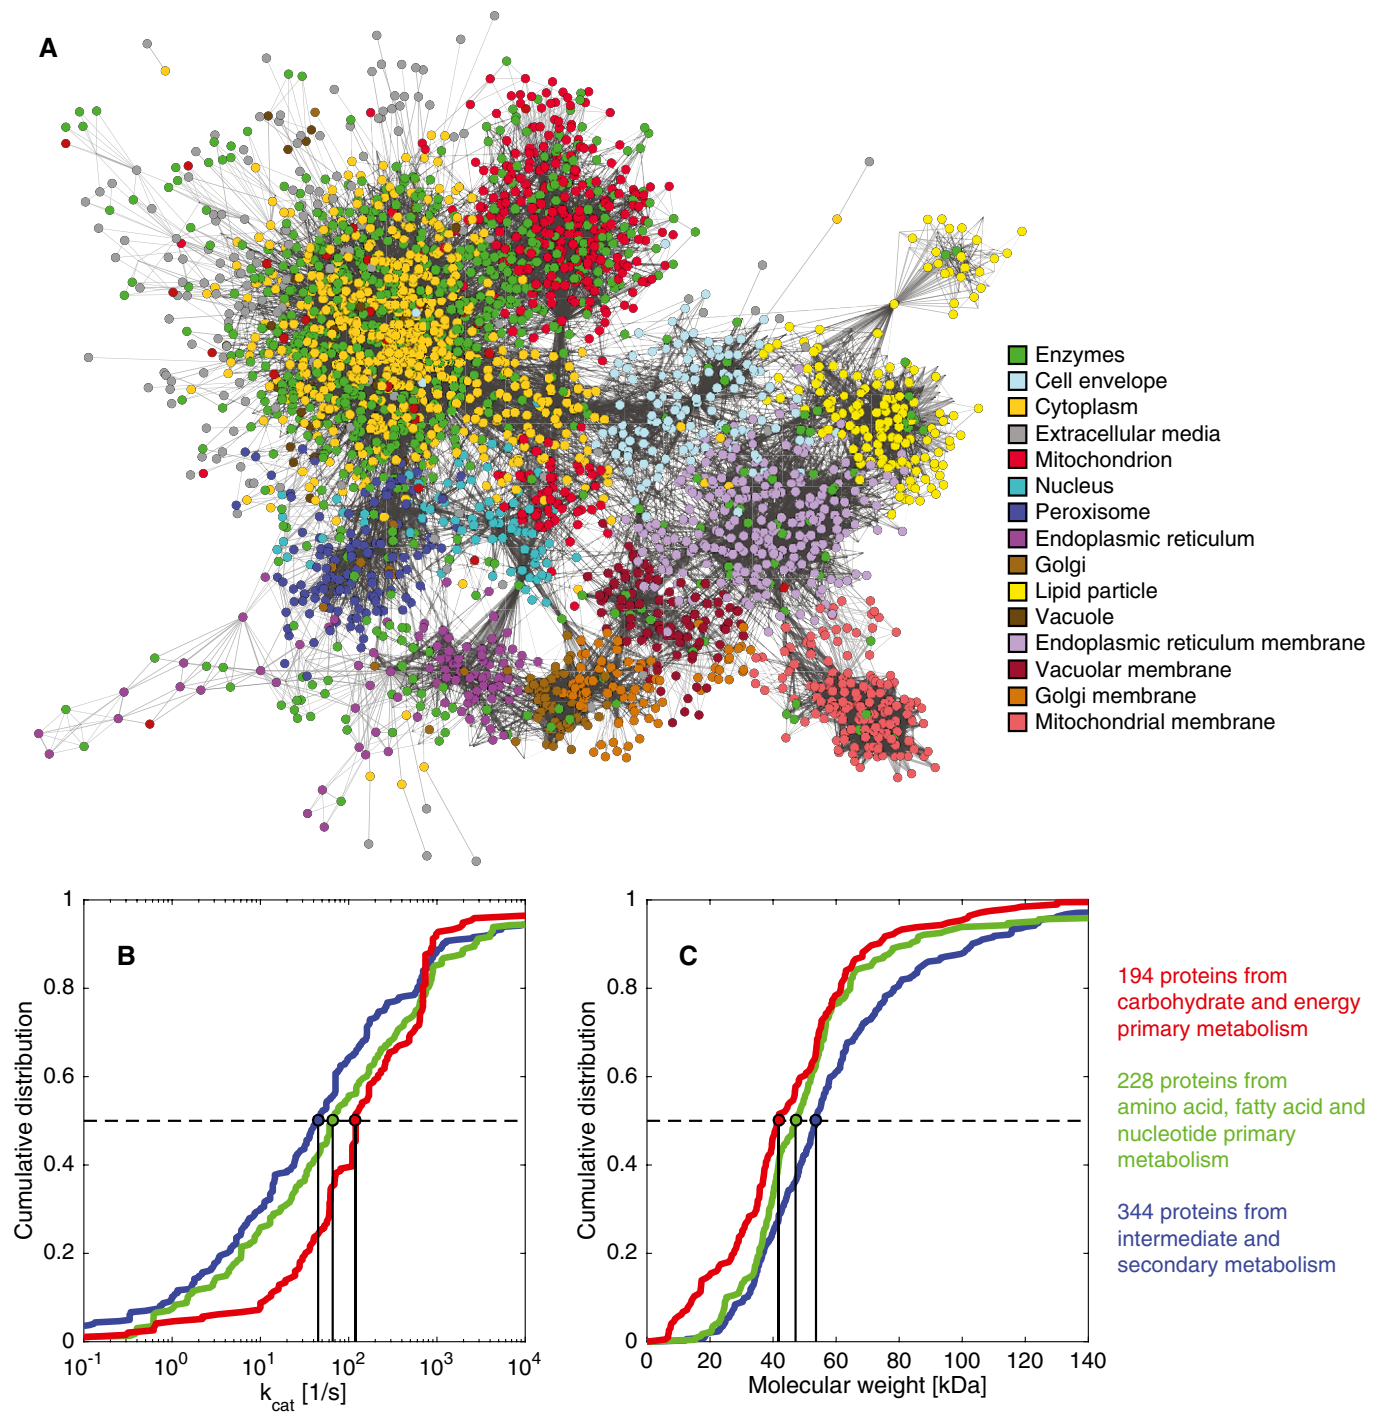 A
Enzymes
Cell envelope
Cytoplasm
Extracellular media
Mitochondrion
Nucleus
Peroxisome
Endoplasmic reticulum
Golgi
Lipid particle
Vacuole
Endoplasmic reticulum membrane
Vacuolar membrane
Golgi membrane
Mitochondrial membrane
B
Cumulative distribution
1
0.8
0.6
0.4
0.2
0
10-1 100 101 102 103 104
kcat [1/s]
C
Cumulative distribution
1
0.8
0.6
0.4
0.2
0
0 20 40 60 80 100 120 140
Molecular weight [kDa]
194 proteins from
carbohydrate and energy
primary metabolism
228 proteins from
amino acid, fatty acid and
nucleotide primary
metabolism
344 proteins from
intermediate and
secondary metabolism